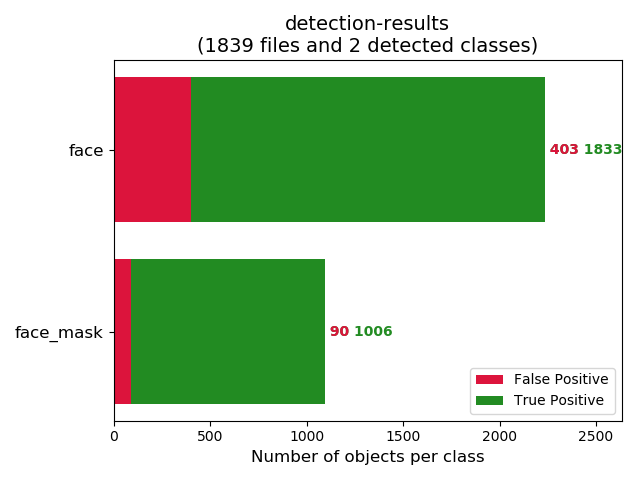 detection-results
(1839 files and 2 detected classes)
face
403 1833
face_mask
90 1006
False Positive
True Positive
0 500 1000 1500 2000 2500
Number of objects per class